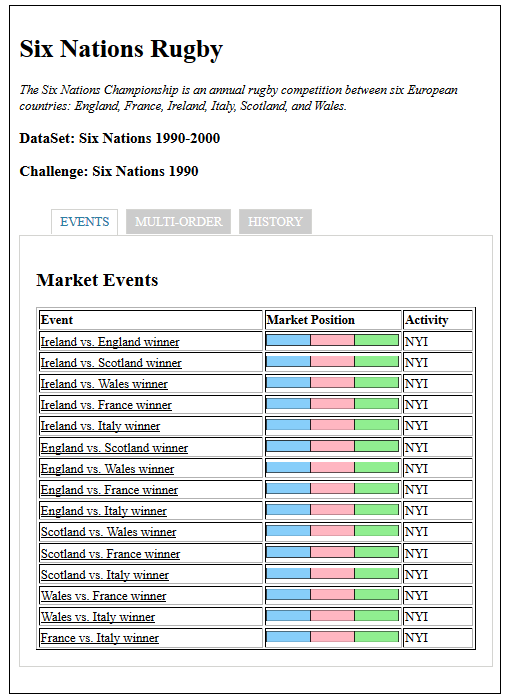 Six Nations Rugby
The Six Nations Championship is an annual rugby competition between six European
countries: England, France, Ireland, Italy, Scotland, and Wales.
DataSet: Six Nations 1990-2000
Challenge: Six Nations 1990
EVENTS MULTI-ORDER HISTORY
Market Events
Event Market Position Activity
Ireland vs. England winner NYI
Ireland vs. Scotland winner NYI
Ireland vs. Wales winner NYI
Ireland vs. France winner NYI
Ireland vs. Italy winner NYI
England vs. Scotland winner NYI
England vs. Wales winner NYI
England vs. France winner NYI
England vs. Italy winner NYI
Scotland vs. Wales winner NYI
Scotland vs. France winner NYI
Scotland vs. Italy winner NYI
Wales vs. France winner NYI
Wales vs. Italy winner NYI
France vs. Italy winner NYI